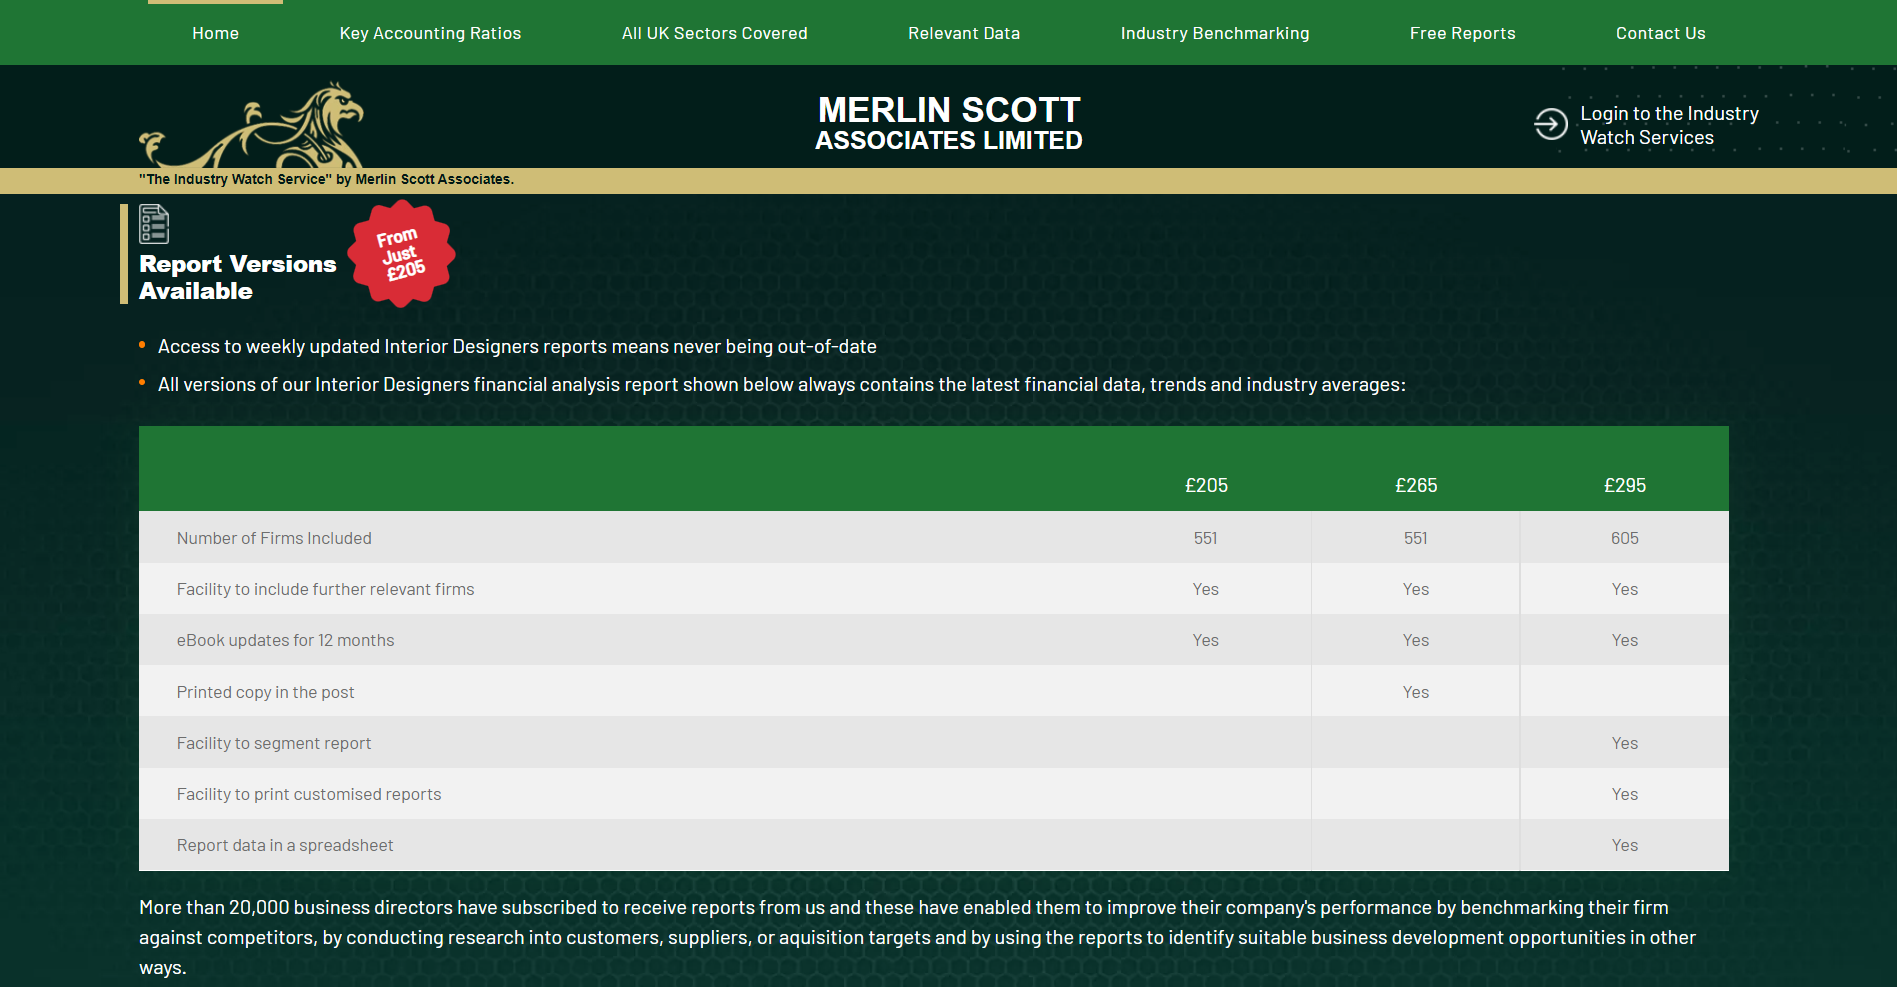 Home Key Accounting Ratios All UK Sectors Covered Relevant Data Industry Benchmarking Free Reports Contact Us
MERLIN SCOTT
ASSOCIATES LIMITED
Login to the Industry
Watch Services
"The Industry Watch Service" by Merlin Scott Associates.
Report Versions
Available
From
Just
£205
Access to weekly updated Interior Designers reports means never being out-of-date
All versions of our Interior Designers financial analysis report shown below always contains the latest financial data, trends and industry averages:
£205 £265 £295
Number of Firms Included 551 551 605
Facility to include further relevant firms Yes Yes Yes
eBook updates for 12 months Yes Yes Yes
Printed copy in the post Yes
Facility to segment report Yes
Facility to print customised reports Yes
Report data in a spreadsheet Yes
More than 20,000 business directors have subscribed to receive reports from us and these have enabled them to improve their company's performance by benchmarking their firm
against competitors, by conducting research into customers, suppliers, or aquisition targets and by using the reports to identify suitable business development opportunities in other
ways.